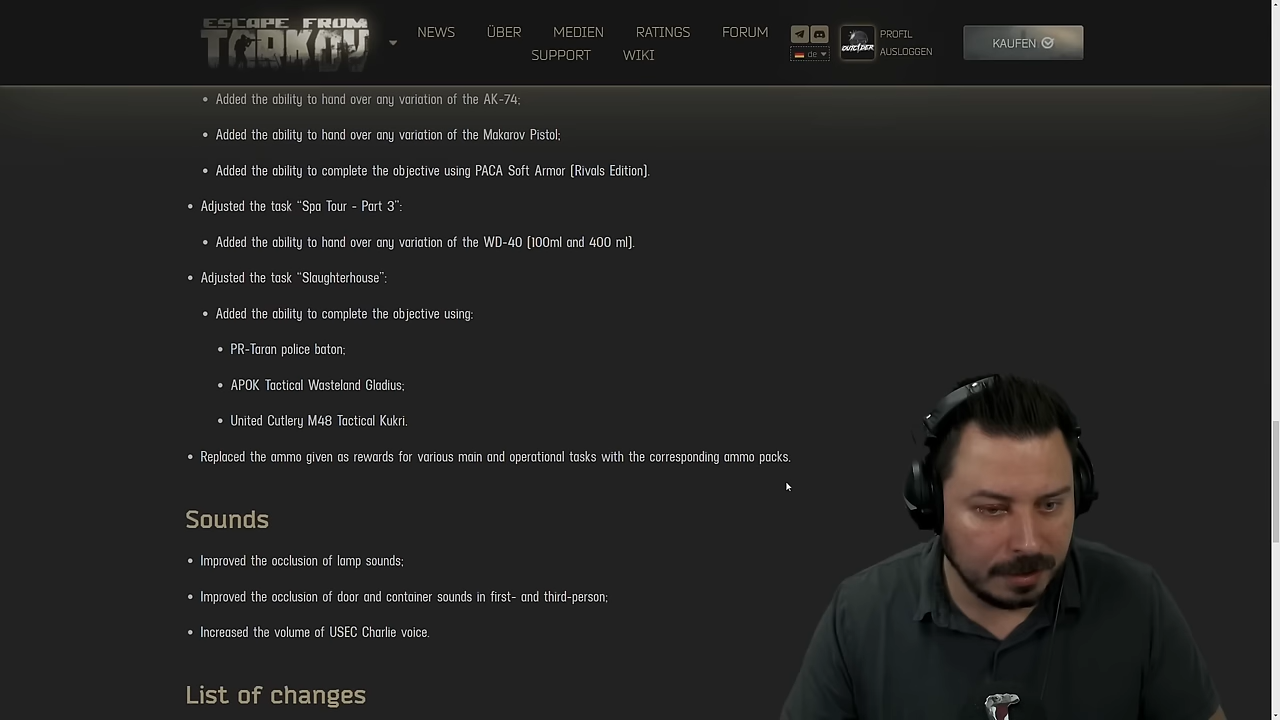 ESCAPE FROM
TARKOV
NEWS
ÜBER
MEDIEN
RATINGS
FORUM
SUPPORT
WIKI
de
OUTCIDER
PROFIL
AUSLOGGEN
KAUFEN
• Added the ability to hand over any variation of the AK-74;
• Added the ability to hand over any variation of the Makarov Pistol;
• Added the ability to complete the objective using PACA Soft Armor (Rivals Edition).
• Adjusted the task “Spa Tour - Part 3”:
• Added the ability to hand over any variation of the WD-40 (100ml and 400 ml).
• Adjusted the task “Slaughterhouse”:
• Added the ability to complete the objective using:
• PR-Taran police baton;
• APOK Tactical Wasteland Gladius;
• United Cutlery M48 Tactical Kukri.
• Replaced the ammo given as rewards for various main and operational tasks with the corresponding ammo packs.
Sounds
• Improved the occlusion of lamp sounds;
• Improved the occlusion of door and container sounds in first- and third-person;
• Increased the volume of USEC Charlie voice.
List of changes